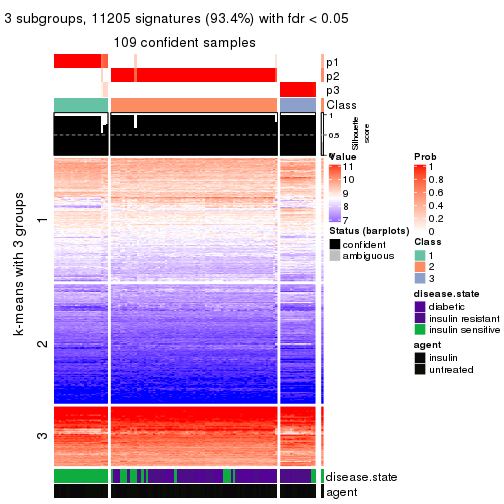 3 subgroups, 11205 signatures (93.4%) with fdr < 0.05
109 confident samples
p1
p2
p3
Class
1
0.5
0
Silhouette
score
k-means with 3 groups
1
2
3
Value
11
10
9
8
7
Status (barplots)
confident
ambiguous
Prob
1
0.8
0.6
0.4
0.2
0
Class
1
2
3
disease.state
diabetic
insulin resistant
insulin sensitive
agent
insulin
untreated
disease.state
agent